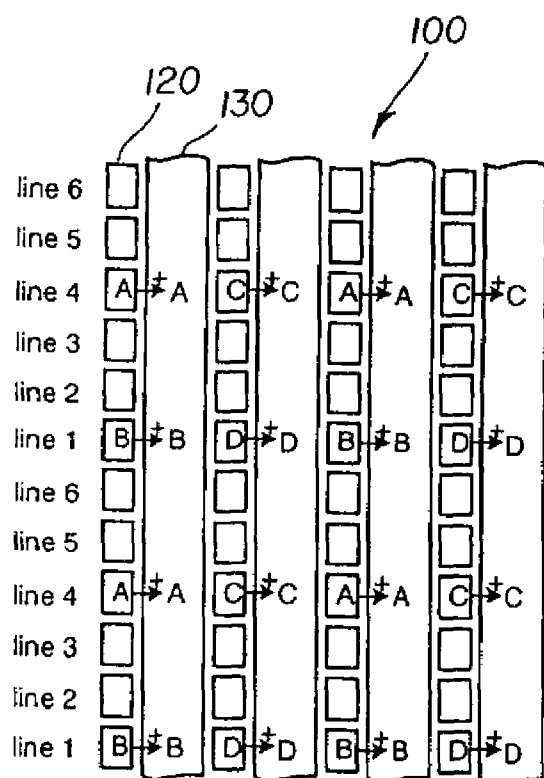 100
120 130
line 6
line 5
line 4 A + A C + C A + A C + C
line 3
line 2
line 1 B + B D + D B + B D + D
line 6
line 5
line 4 A + A C + C A + A C + C
line 3
line 2
line 1 B + B D + D B + B D + D